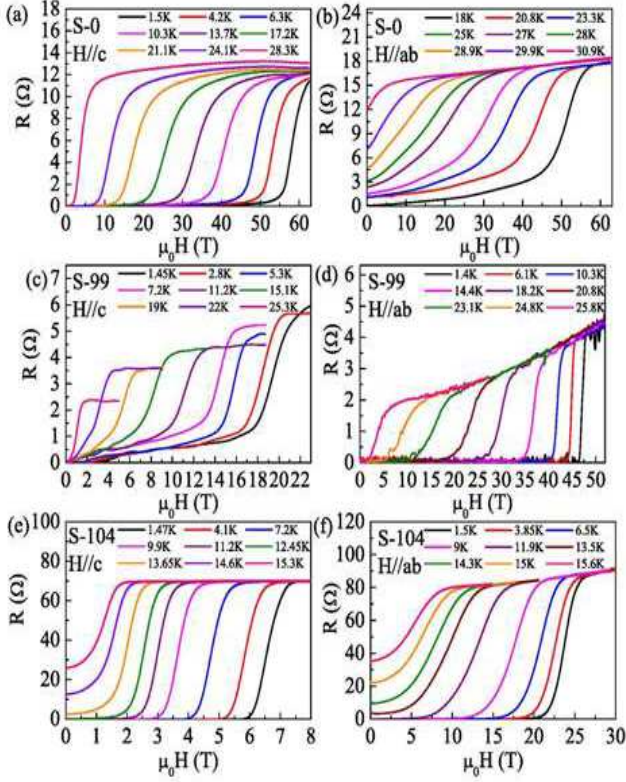 (a) S-0 H//c
1.5K 4.2K 6.3K
10.3K 13.7K 17.2K
21.1K 24.1K 28.3K
R (Ω)
18
16
14
12
10
8
6
4
2
0
0 10 20 30 40 50 60
μ₀H (T)
(b) S-0 H//ab
18K 20.8K 23.3K
25K 27K 28K
28.9K 29.9K 30.9K
R (Ω)
24
21
18
15
12
9
6
3
0
0 10 20 30 40 50 60
μ₀H (T)
(c) S-99 H//c
1.45K 2.8K 5.3K
7.2K 11.2K 15.1K
19K 22K 25.3K
R (Ω)
7
6
5
4
3
2
1
0
0 2 4 6 8 10 12 14 16 18 20 22
μ₀H (T)
(d) S-99 H//ab
1.4K 6.1K 10.3K
14.4K 18.2K 20.8K
23.1K 24.8K 25.8K
R (Ω)
6
5
4
3
2
1
0
0 5 10 15 20 25 30 35 40 45 50
μ₀H (T)
(e) S-104 H//c
1.47K 4.1K 7.2K
9.9K 11.2K 12.45K
13.65K 14.6K 15.3K
R (Ω)
100
80
60
40
20
0
0 1 2 3 4 5 6 7 8
μ₀H (T)
(f) S-104 H//ab
1.5K 3.85K 6.5K
9K 11.9K 13.5K
14.3K 15K 15.6K
R (Ω)
120
100
80
60
40
20
0
0 5 10 15 20 25 30
μ₀H (T)